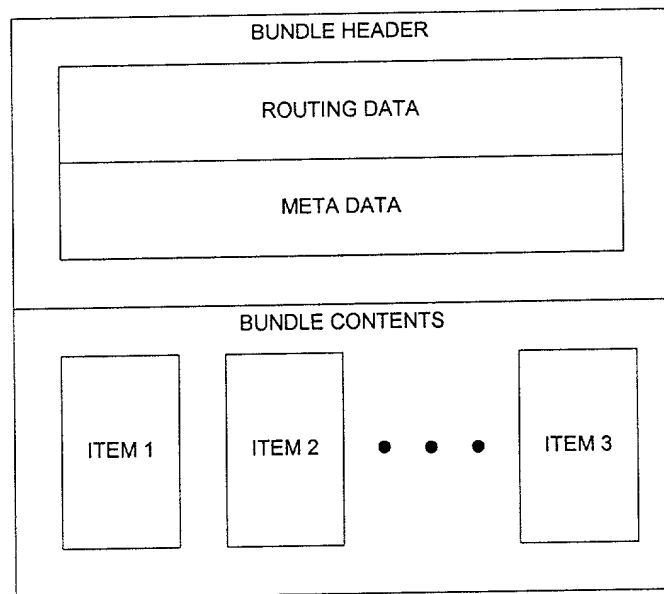 BUNDLE HEADER
ROUTING DATA
META DATA
BUNDLE CONTENTS
ITEM 1
ITEM 2
ITEM 3